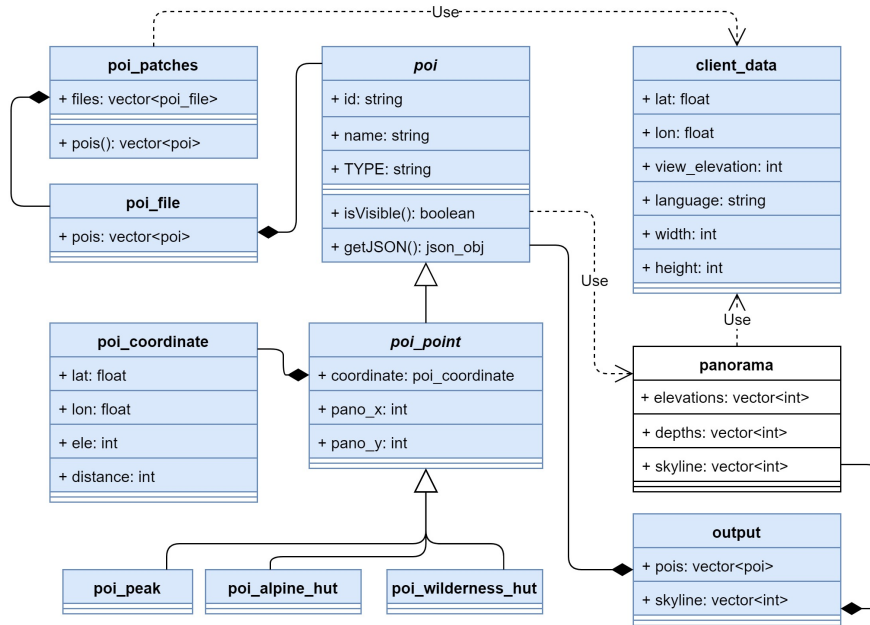 Use
poi_patches
+ files: vector<poi_file>
+ pois(): vector<poi>
poi_file
+ pois: vector<poi>
poi
+ id: string
+ name: string
+ TYPE: string
+ isVisible(): boolean
+ getJSON(): json_obj
client_data
+ lat: float
+ lon: float
+ view_elevation: int
+ language: string
+ width: int
+ height: int
Use
Use
poi_coordinate
+ lat: float
+ lon: float
+ ele: int
+ distance: int
poi_point
+ coordinate: poi_coordinate
+ pano_x: int
+ pano_y: int
panorama
+ elevations: vector<int>
+ depths: vector<int>
+ skyline: vector<int>
output
+ pois: vector<poi>
+ skyline: vector<int>
poi_peak
poi_alpine_hut
poi_wilderness_hut